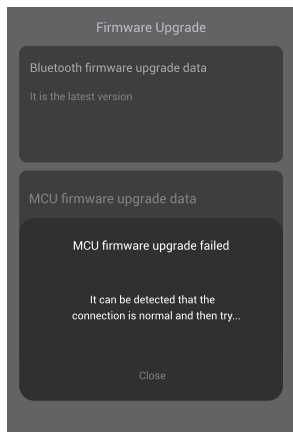 Firmware Upgrade
Bluetooth firmware upgrade data
It is the latest version
MCU firmware upgrade data
MCU firmware upgrade failed
It can be detected that the
connection is normal and then try...
Close